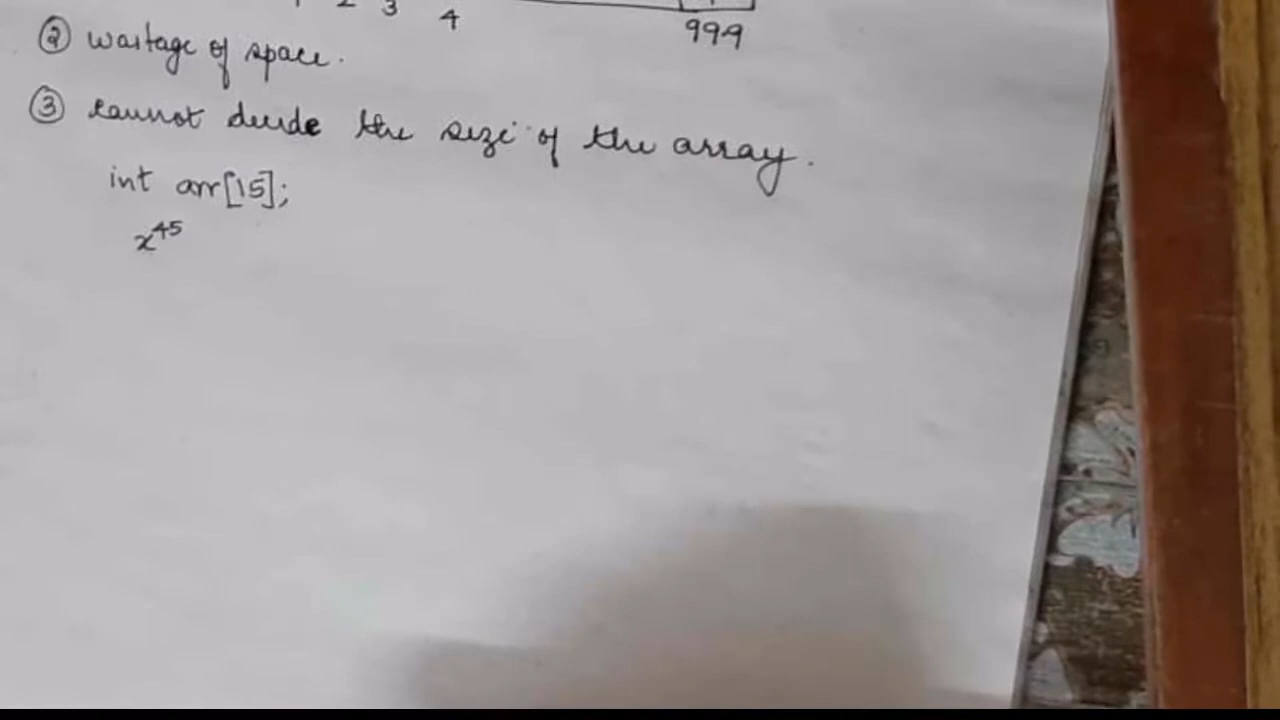 2 3 4 999
② wastage of space.
③ cannot decide the size of the array.
int arr[15];
x⁴⁵